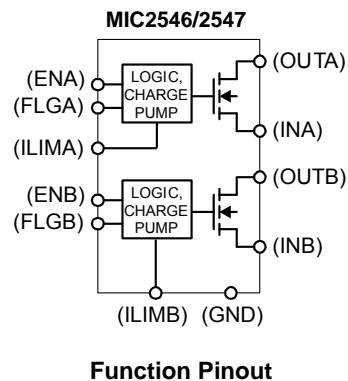 MIC2546/2547
(OUTA)
(ENA)
LOGIC,
CHARGE
PUMP
(FLGA)
(INA)
(ILIMA)
(OUTB)
(ENB)
LOGIC,
CHARGE
PUMP
(FLGB)
(INB)
(ILIMB) (GND)
Function Pinout